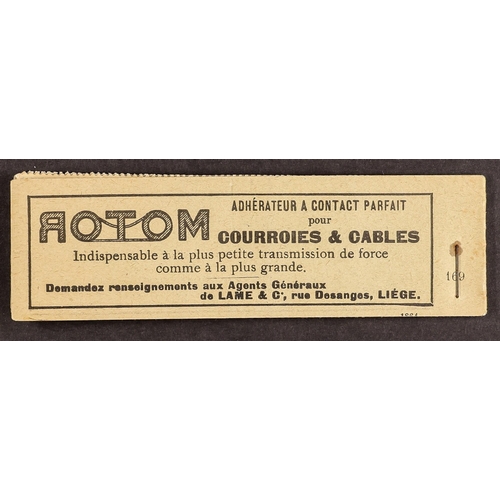 ROTOM
ADHÉRATEUR A CONTACT PARFAIT
pour
COURROIES & CABLES
Indispensable à la plus petite transmission de force
comme à la plus grande.
Demandez renseignements aux Agents Généraux
de LAME & Cⁱᵉ, rue Desanges, LIÉGE.
169